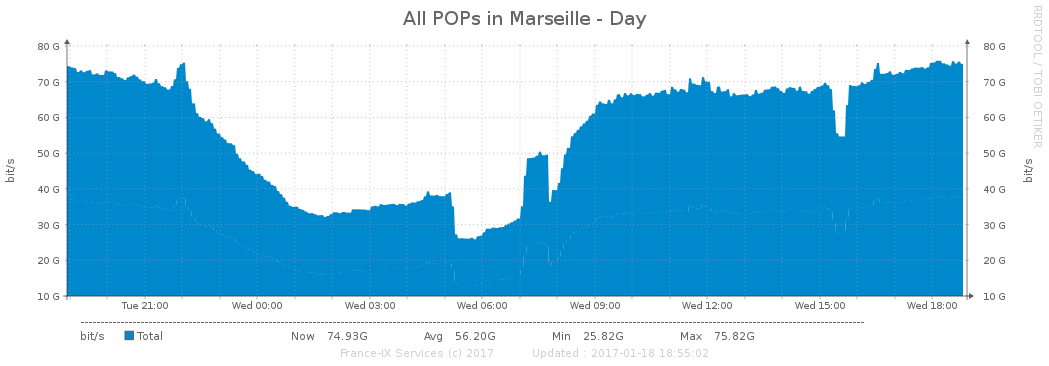 All POPs in Marseille - Day
RRDTOOL / TOBI OETIKER
80 G 80 G
70 G 70 G
60 G 60 G
50 G 50 G
40 G 40 G
30 G 30 G
20 G 20 G
10 G 10 G
bit/s
bit/s
Tue 21:00 Wed 00:00 Wed 03:00 Wed 06:00 Wed 09:00 Wed 12:00 Wed 15:00 Wed 18:00
bit/s Total Now 74.93G Avg 56.20G Min 25.82G Max 75.82G
France-IX Services (c) 2017 Updated : 2017-01-18 18:55:02